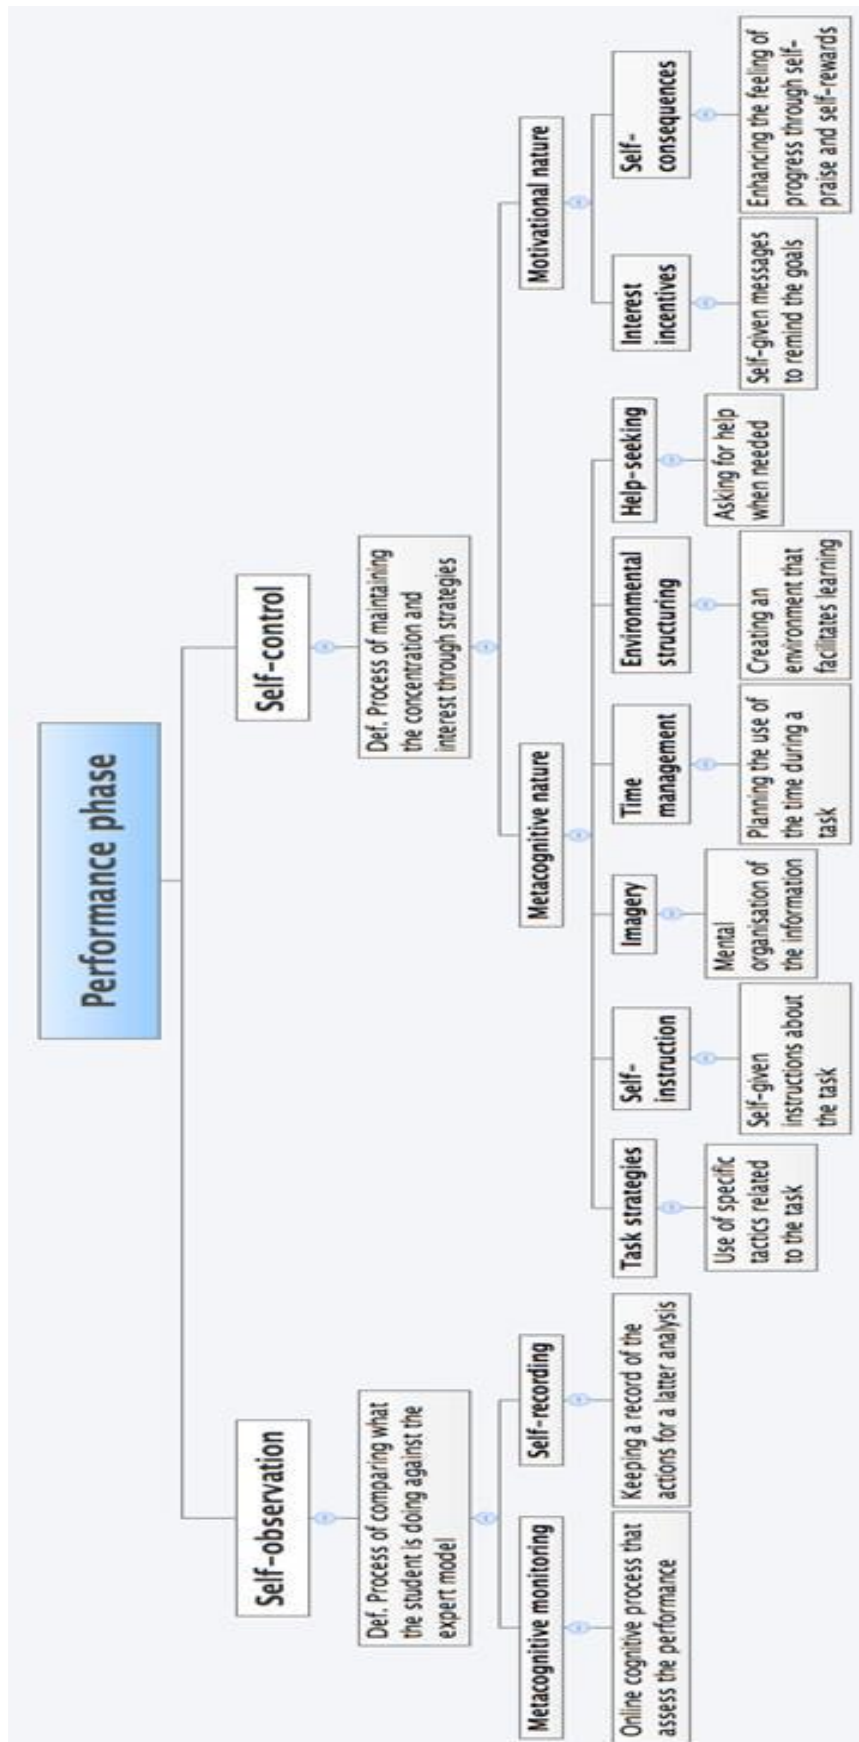 Performance phase
Self-observation
Def. Process of comparing what
the student is doing against the
expert model
Metacognitive monitoring
Online cognitive process that
assess the performance
Self-recording
Keeping a record of the
actions for a latter analysis
Self-control
Def. Process of maintaining
the concentration and
interest through strategies
Metacognitive nature
Task strategies
Use of specific
tactics related
to the task
Self-
instruction
Self-given
instructions about
the task
Imagery
Mental
organisation of
the information
Time
management
Planning the use of
the time during a
task
Environmental
structuring
Creating an
environment that
facilitates learning
Help-seeking
Asking for help
when needed
Motivational nature
Interest
incentives
Self-given messages
to remind the goals
Self-
consequences
Enhancing the feeling of
progress through self-
praise and self-rewards